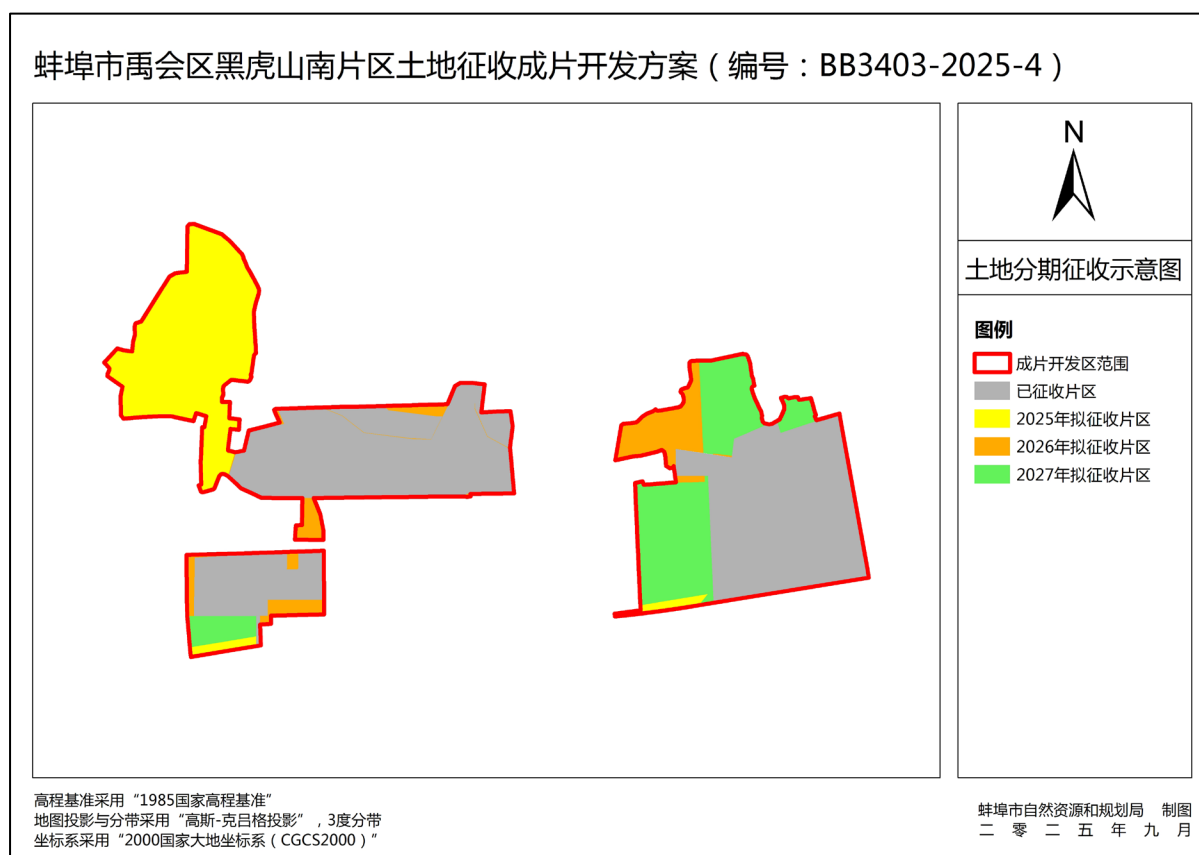 蚌埠市禹会区黑虎山南片区土地征收成片开发方案（编号：BB3403-2025-4）
N
土地分期征收示意图
图例
成片开发区范围
已征收片区
2025年拟征收片区
2026年拟征收片区
2027年拟征收片区
高程基准采用“1985国家高程基准”
地图投影与分带采用“高斯-克吕格投影”，3度分带
坐标系采用“2000国家大地坐标系（CGCS2000）”
蚌埠市自然资源和规划局 制图
二零二五年九月